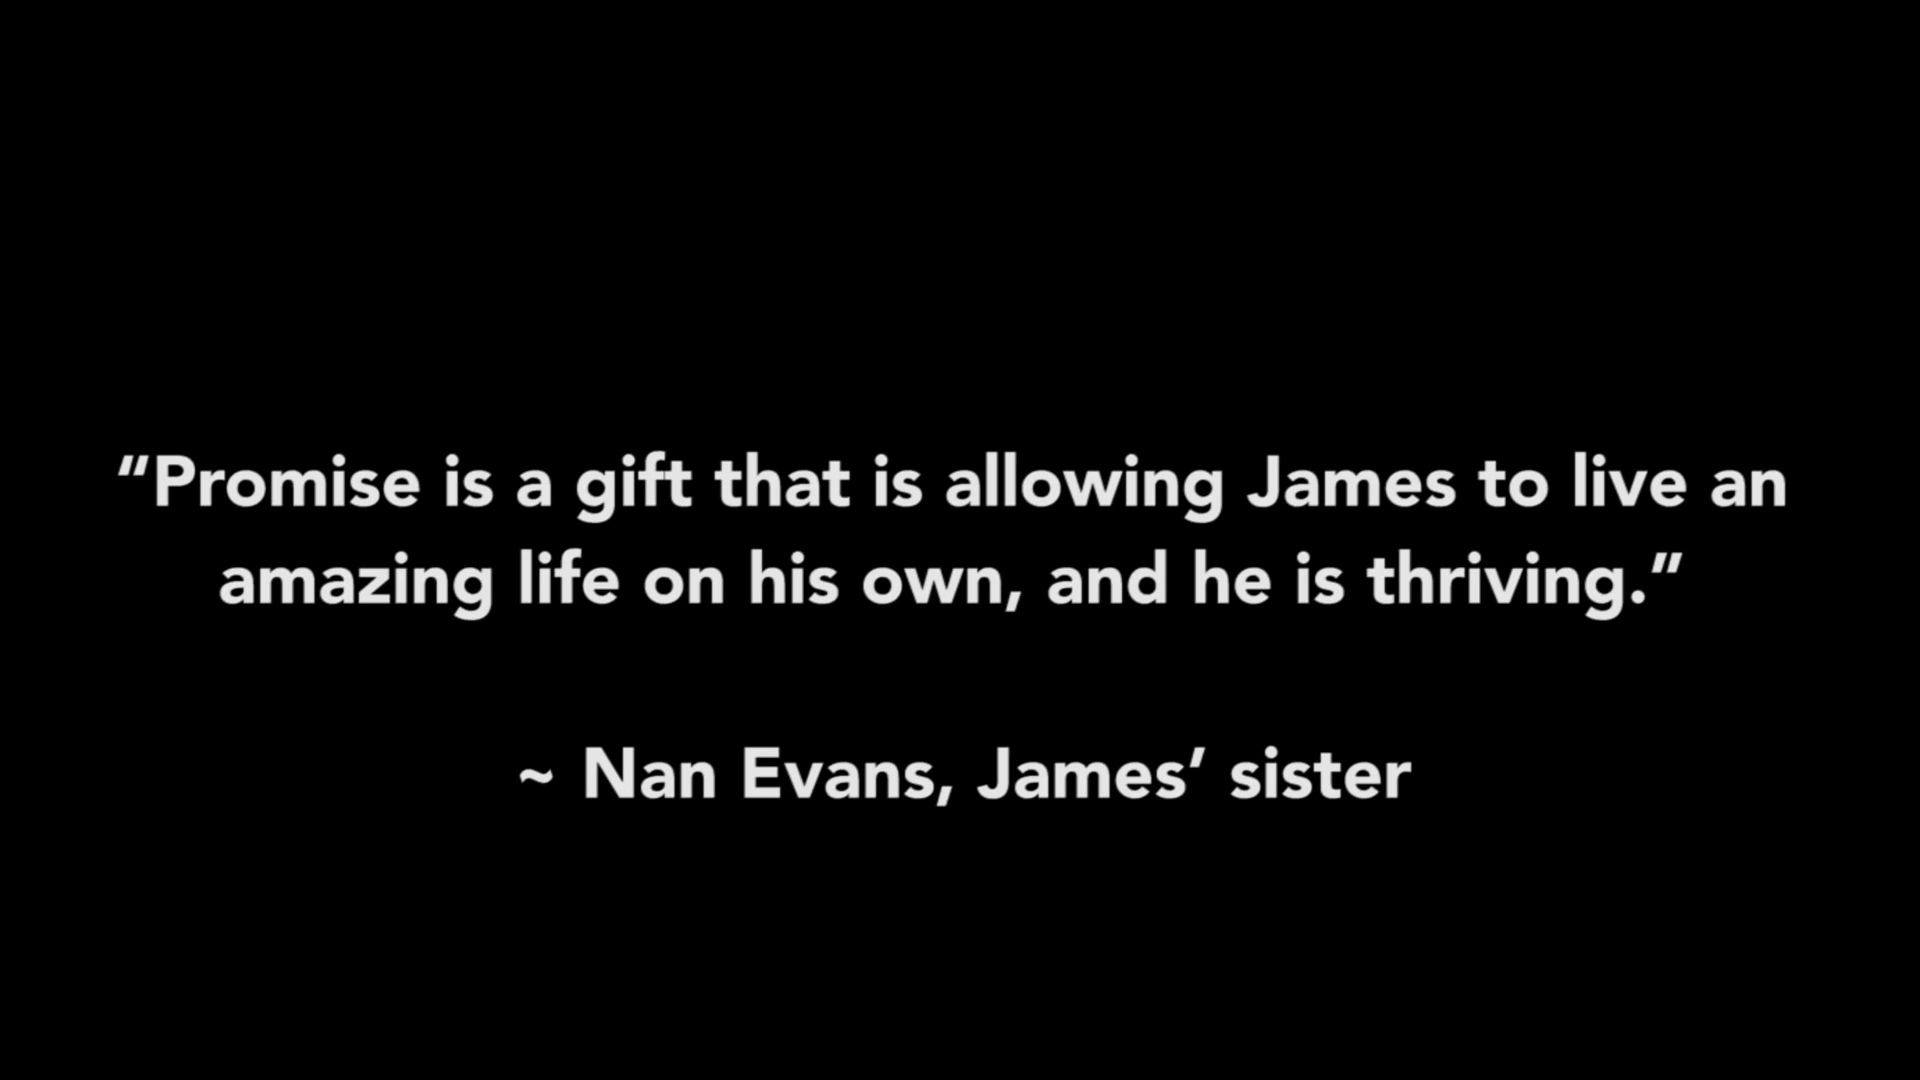 “Promise is a gift that is allowing James to live an
amazing life on his own, and he is thriving.”
~ Nan Evans, James’ sister